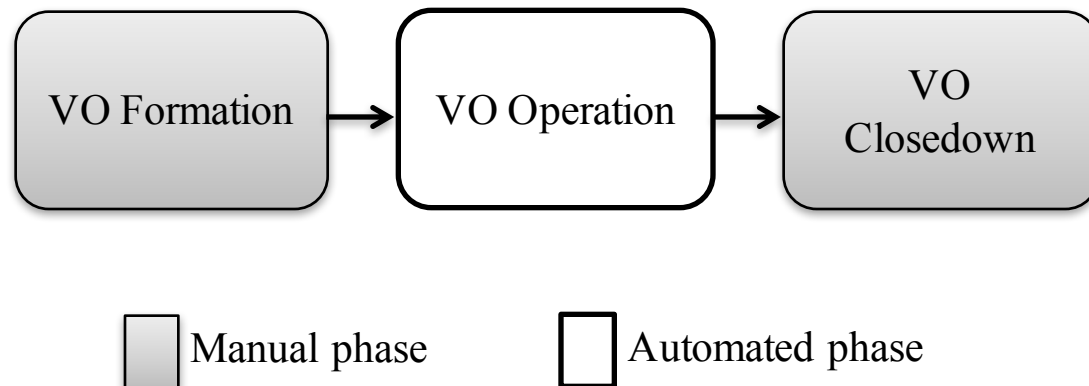 VO Formation
VO Operation
VO
Closedown
Manual phase
Automated phase